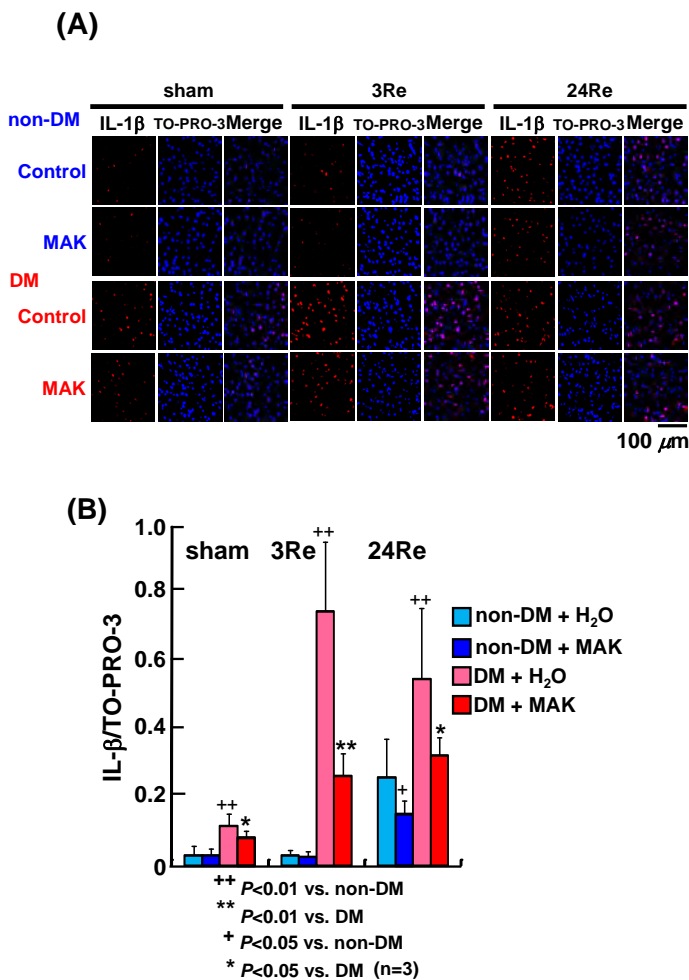 (A)
sham 3Re 24Re
non-DM IL-1β TO-PRO-3 Merge IL-1β TO-PRO-3 Merge IL-1β TO-PRO-3 Merge
Control
MAK
DM
Control
MAK
100 μm
(B)
IL-β/TO-PRO-3
1.0
0.8
0.6
0.4
0.2
0
sham 3Re 24Re
++ * ++ ** + ++ *
non-DM + H₂O
non-DM + MAK
DM + H₂O
DM + MAK
++ P<0.01 vs. non-DM
** P<0.01 vs. DM
+ P<0.05 vs. non-DM
* P<0.05 vs. DM (n=3)